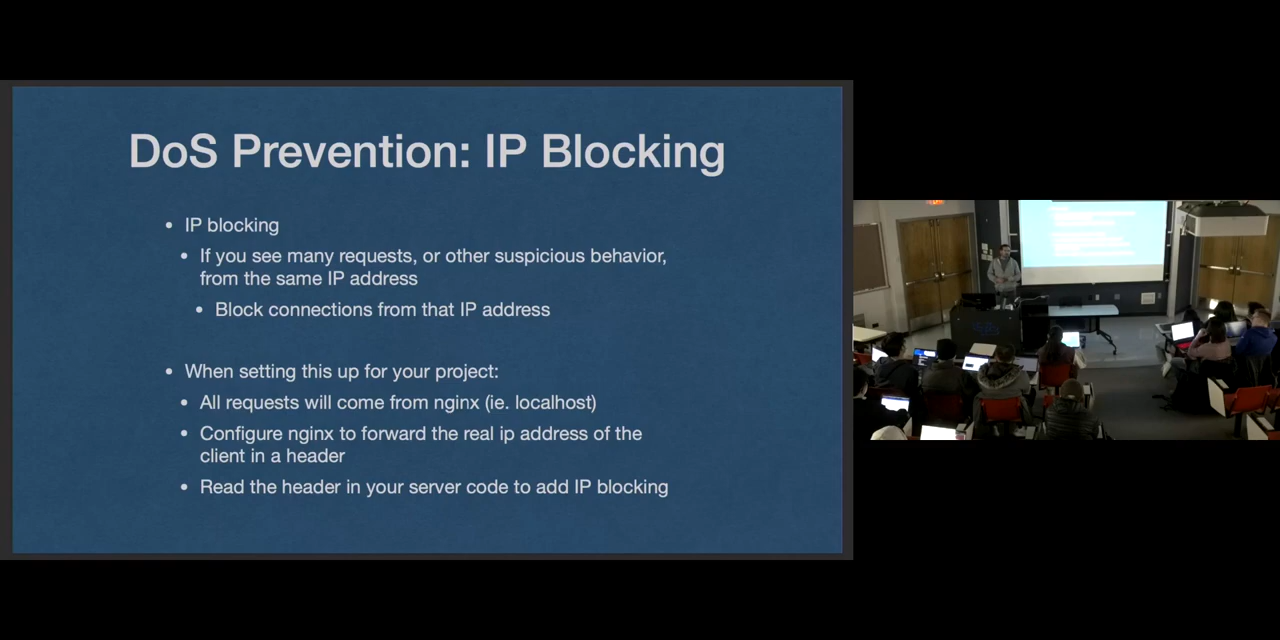 DoS Prevention: IP Blocking
• IP blocking
• If you see many requests, or other suspicious behavior,
from the same IP address
• Block connections from that IP address
• When setting this up for your project:
• All requests will come from nginx (ie. localhost)
• Configure nginx to forward the real ip address of the
client in a header
• Read the header in your server code to add IP blocking